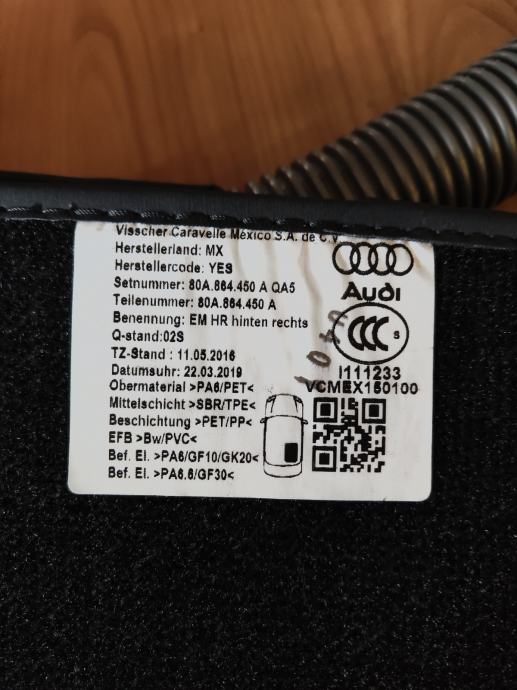 Visscher Caravelle México S.A. de C.V
Herstellerland: MX
Herstellercode: YES
Setnummer: 80A.864.450 A QA5
Teilenummer: 80A.864.450 A
Benennung: EM HR hinten rechts
Q-stand:02S
TZ-Stand : 11.05.2016
Datumsuhr: 22.03.2019
Obermaterial >PA6/PET<
Mittelschicht >SBR/TPE<
Beschichtung >PET/PP<
EFB >Bw/PVC<
Bef. El. >PA6/GF10/GK20<
Bef. El. >PA6.6/GF30<
Audi
CCC S
I111233
VCMEX150100